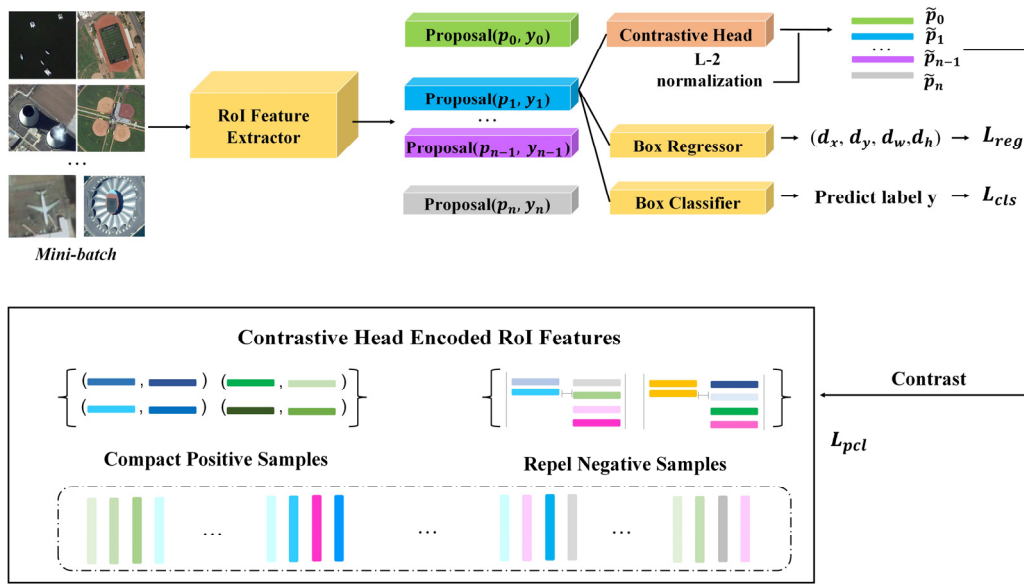 Proposal(p₀, y₀)
Contrastive Head
L-2
normalization
p̃₀
p̃₁
...
p̃ₙ₋₁
p̃ₙ
RoI Feature
Extractor
Proposal(p₁, y₁)
...
Proposal(pₙ₋₁, yₙ₋₁)
Proposal(pₙ, yₙ)
Box Regressor
(dₓ, d_y, d_w,d_h)
L_reg
Box Classifier
Predict label y
L_cls
...
Mini-batch
Contrastive Head Encoded RoI Features
( , ) ( , )
( , ) ( , )
Compact Positive Samples
Repel Negative Samples
... ... ...
Contrast
L_pcl